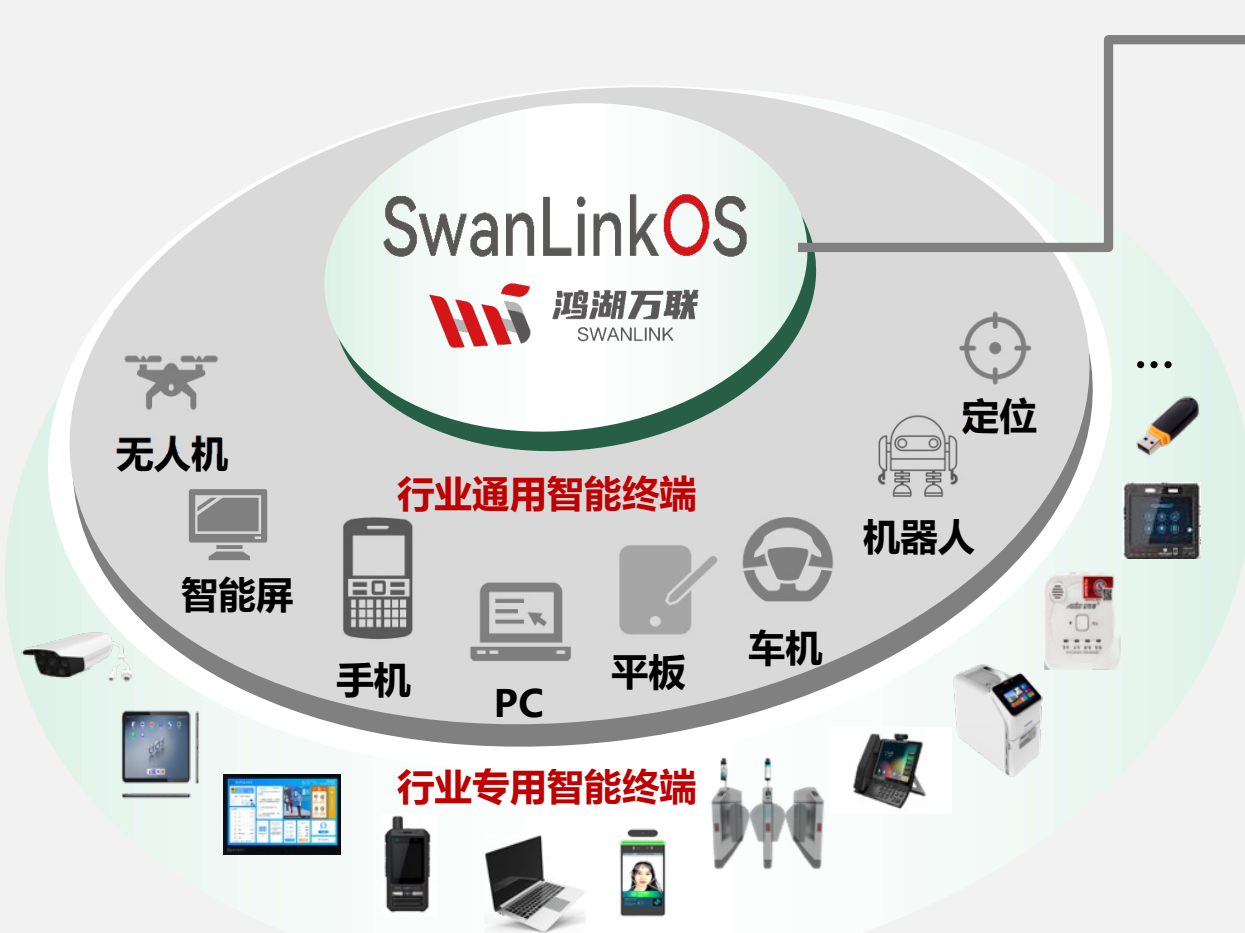 SwanLinkOS
鸿湖万联
SWANLINK
无人机
智能屏
手机
PC
平板
车机
机器人
定位
...
行业通用智能终端
行业专用智能终端